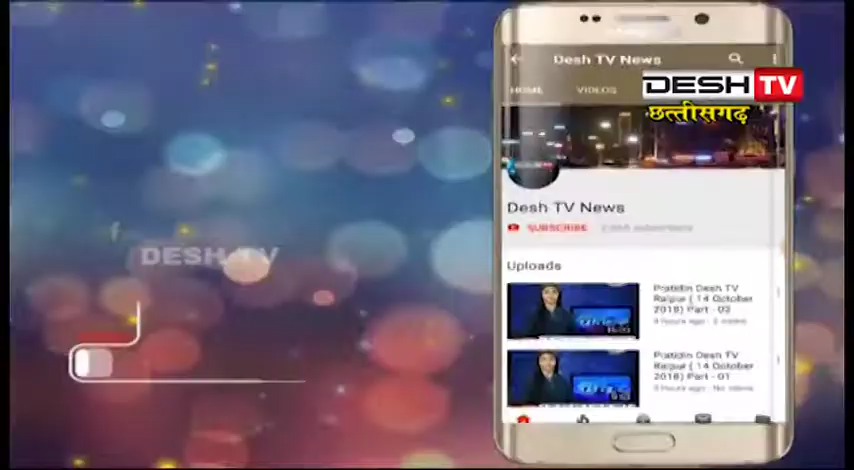 Desh TV News
HOME VIDEOS
DESH TV
छत्तीसगढ़
Desh TV News
SUBSCRIBE
DESH TV
Uploads
Pratidin Desh TV
Raipur ( 14 October
2018) Part - 03
Pratidin Desh TV
Raipur ( 14 October
2018) Part - 01